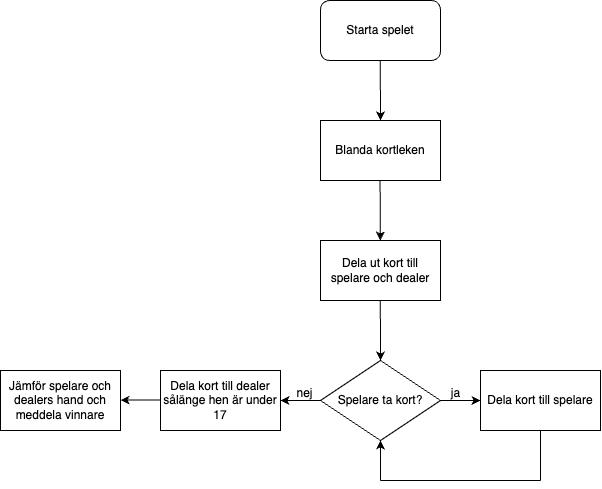 Starta spelet
Blanda kortleken
Dela ut kort till
spelare och dealer
Spelare ta kort?
ja
Dela kort till spelare
nej
Dela kort till dealer
sålänge hen är under
17
Jämför spelare och
dealers hand och
meddela vinnare